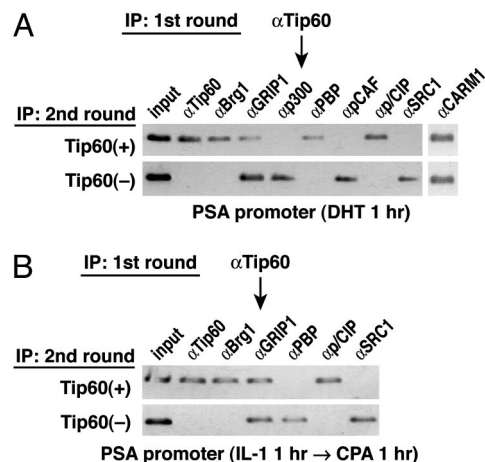 A
IP: 1st round αTip60
IP: 2nd round input αTip60 αBrg1 αGRIP1 αp300 αPBP αpCAF αp/CIP αSRC1 αCARM1
Tip60(+)
Tip60(–)
PSA promoter (DHT 1 hr)
B
IP: 1st round αTip60
IP: 2nd round input αTip60 αBrg1 αGRIP1 αPBP αp/CIP αSRC1
Tip60(+)
Tip60(–)
PSA promoter (IL-1 1 hr → CPA 1 hr)